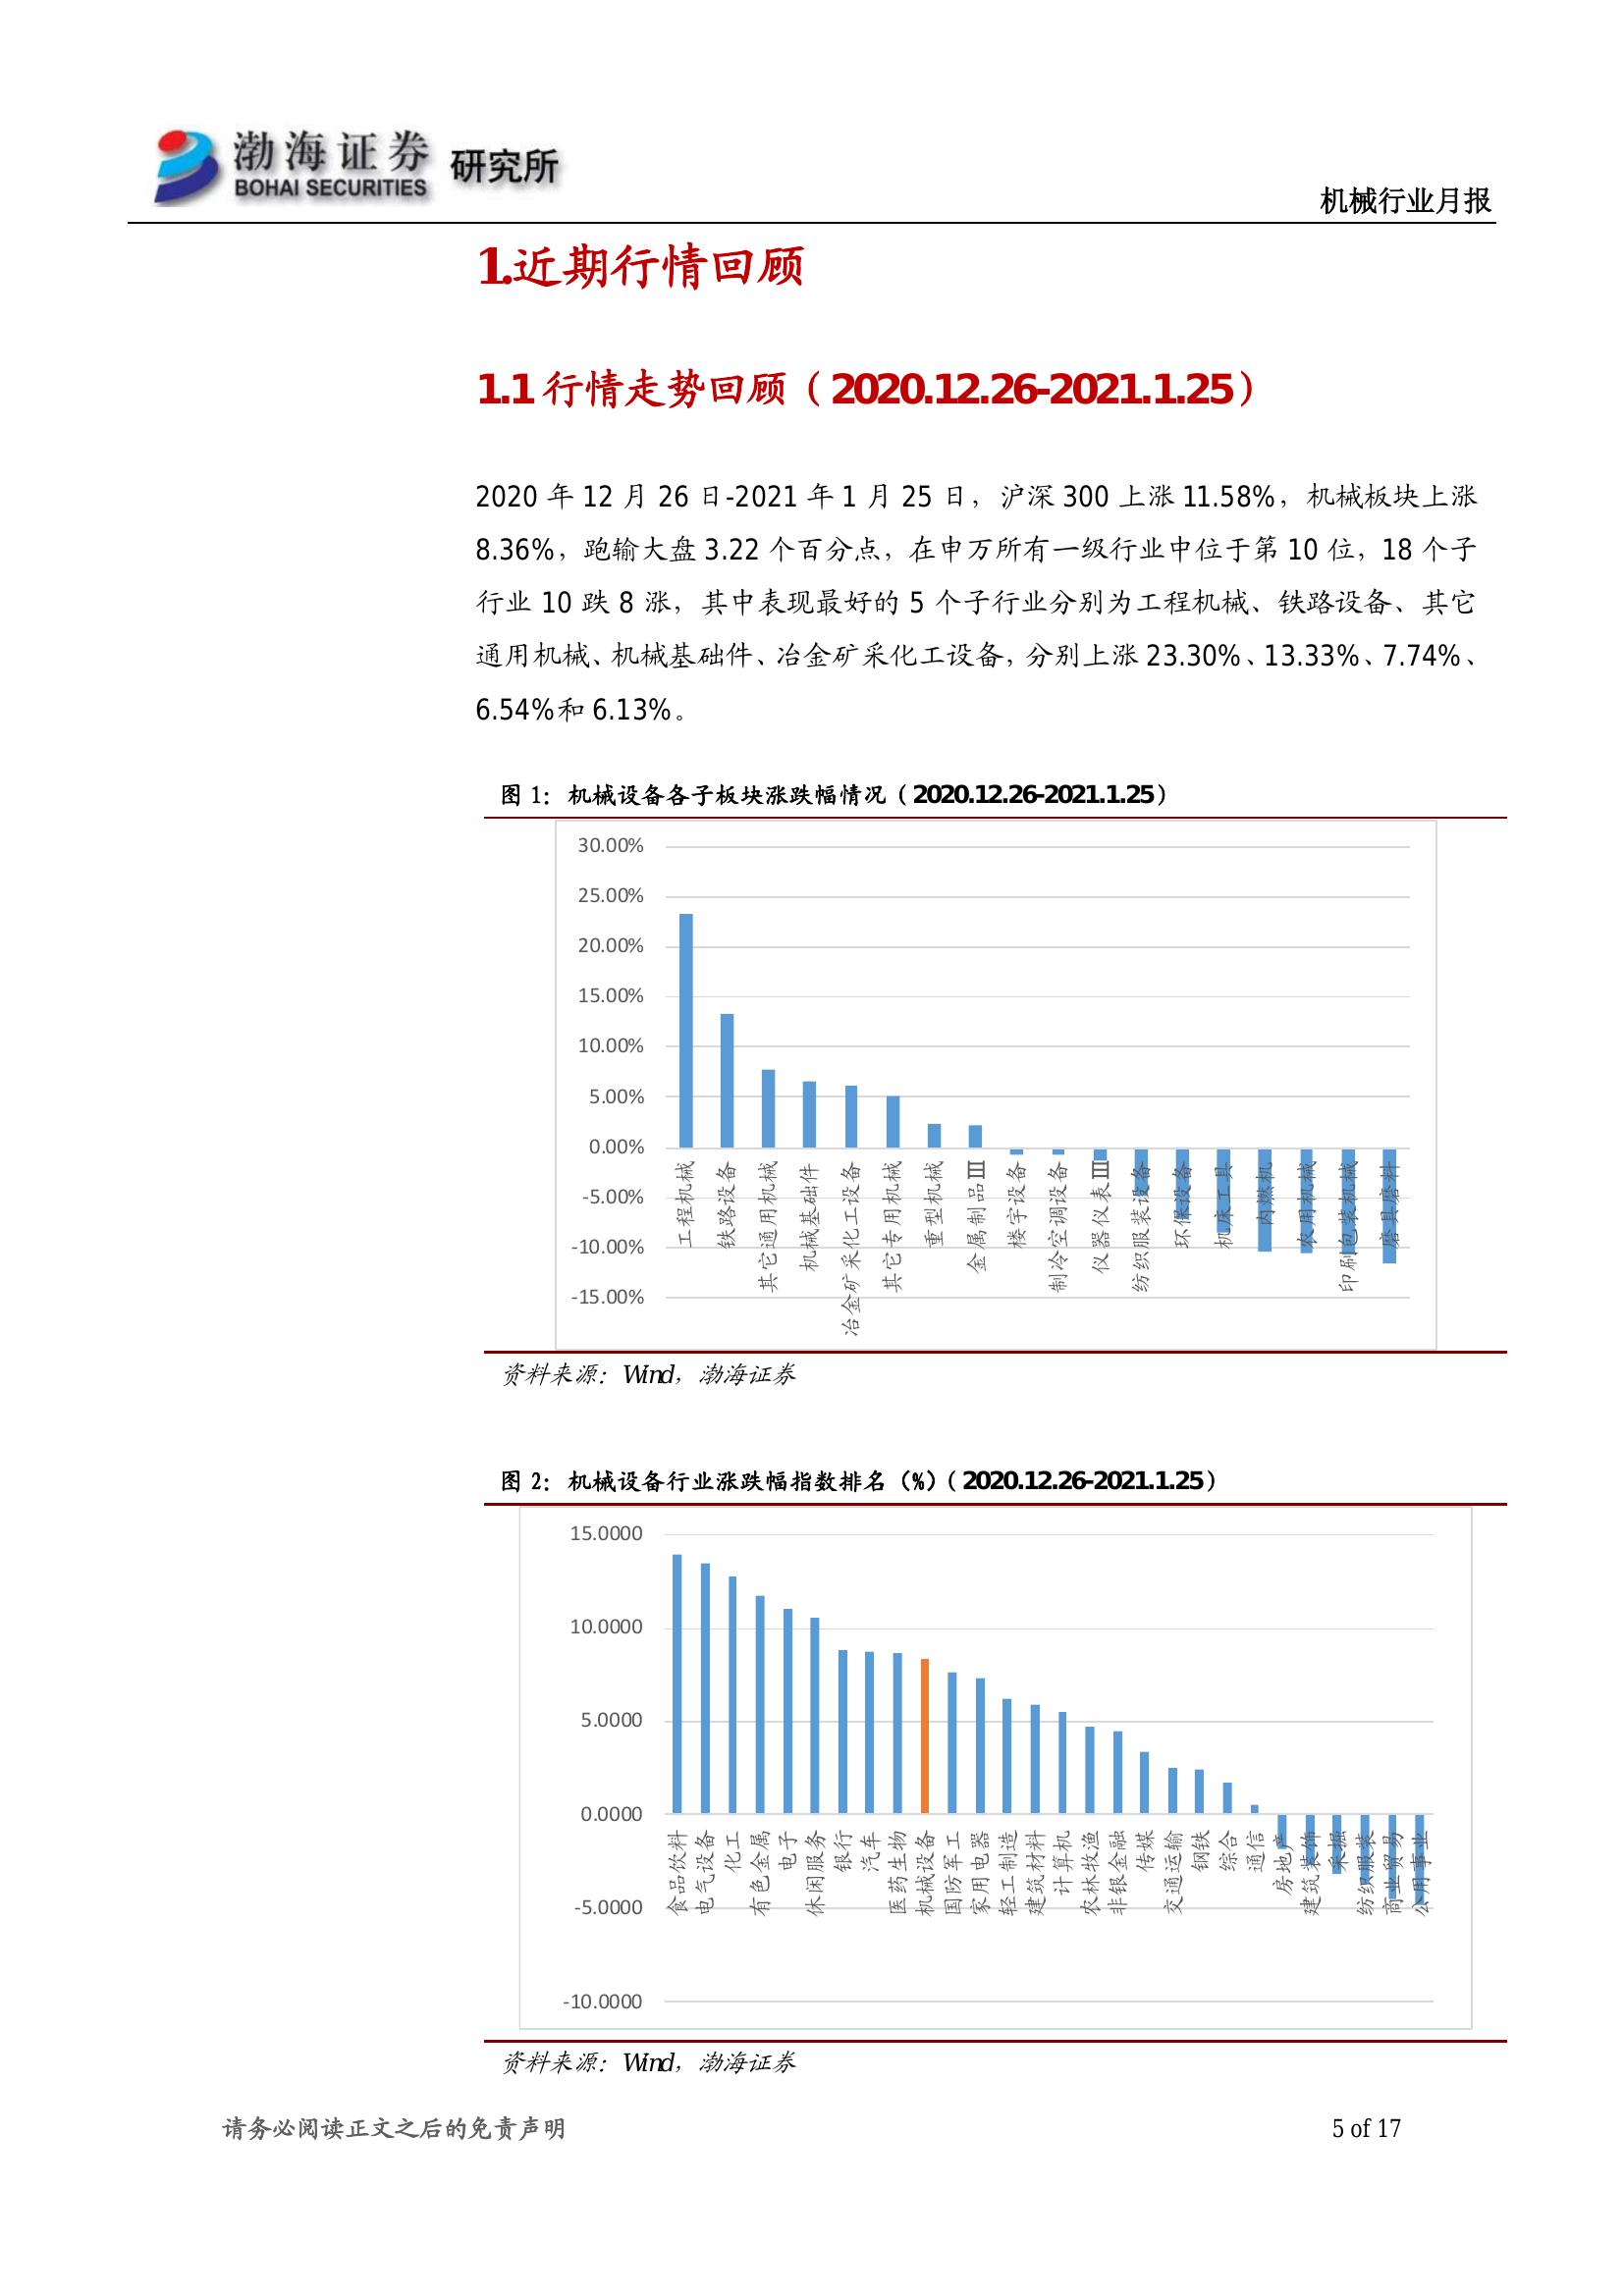 渤海证券 研究所
BOHAI SECURITIES
机械行业月报
1.近期行情回顾
1.1 行情走势回顾（2020.12.26-2021.1.25）
2020 年 12 月 26 日-2021 年 1 月 25 日，沪深 300 上涨 11.58%，机械板块上涨
8.36%，跑输大盘 3.22 个百分点，在申万所有一级行业中位于第 10 位，18 个子
行业 10 跌 8 涨，其中表现最好的 5 个子行业分别为工程机械、铁路设备、其它
通用机械、机械基础件、冶金矿采化工设备，分别上涨 23.30%、13.33%、7.74%、
6.54%和 6.13%。
图 1：机械设备各子板块涨跌幅情况（2020.12.26-2021.1.25）
30.00%
25.00%
20.00%
15.00%
10.00%
5.00%
0.00%
-5.00%
-10.00%
-15.00%
工程机械
铁路设备
其它通用机械
机械基础件
冶金矿采化工设备
其它专用机械
重型机械
金属制品Ⅲ
楼宇设备
制冷空调设备
仪器仪表Ⅲ
纺织服装设备
环保设备
机床工具
内燃机
农用机械
印刷包装机械
磨具磨料
资料来源：Wind，渤海证券
图 2：机械设备行业涨跌幅指数排名（%）（2020.12.26-2021.1.25）
15.0000
10.0000
5.0000
0.0000
-5.0000
-10.0000
食品饮料
电气设备
化工
有色金属
电子
休闲服务
银行
汽车
医药生物
机械设备
国防军工
家用电器
轻工制造
建筑材料
计算机
农林牧渔
非银金融
传媒
交通运输
钢铁
综合
通信
房地产
建筑装饰
采掘
纺织服装
商业贸易
公用事业
资料来源：Wind，渤海证券
请务必阅读正文之后的免责声明
5 of 17